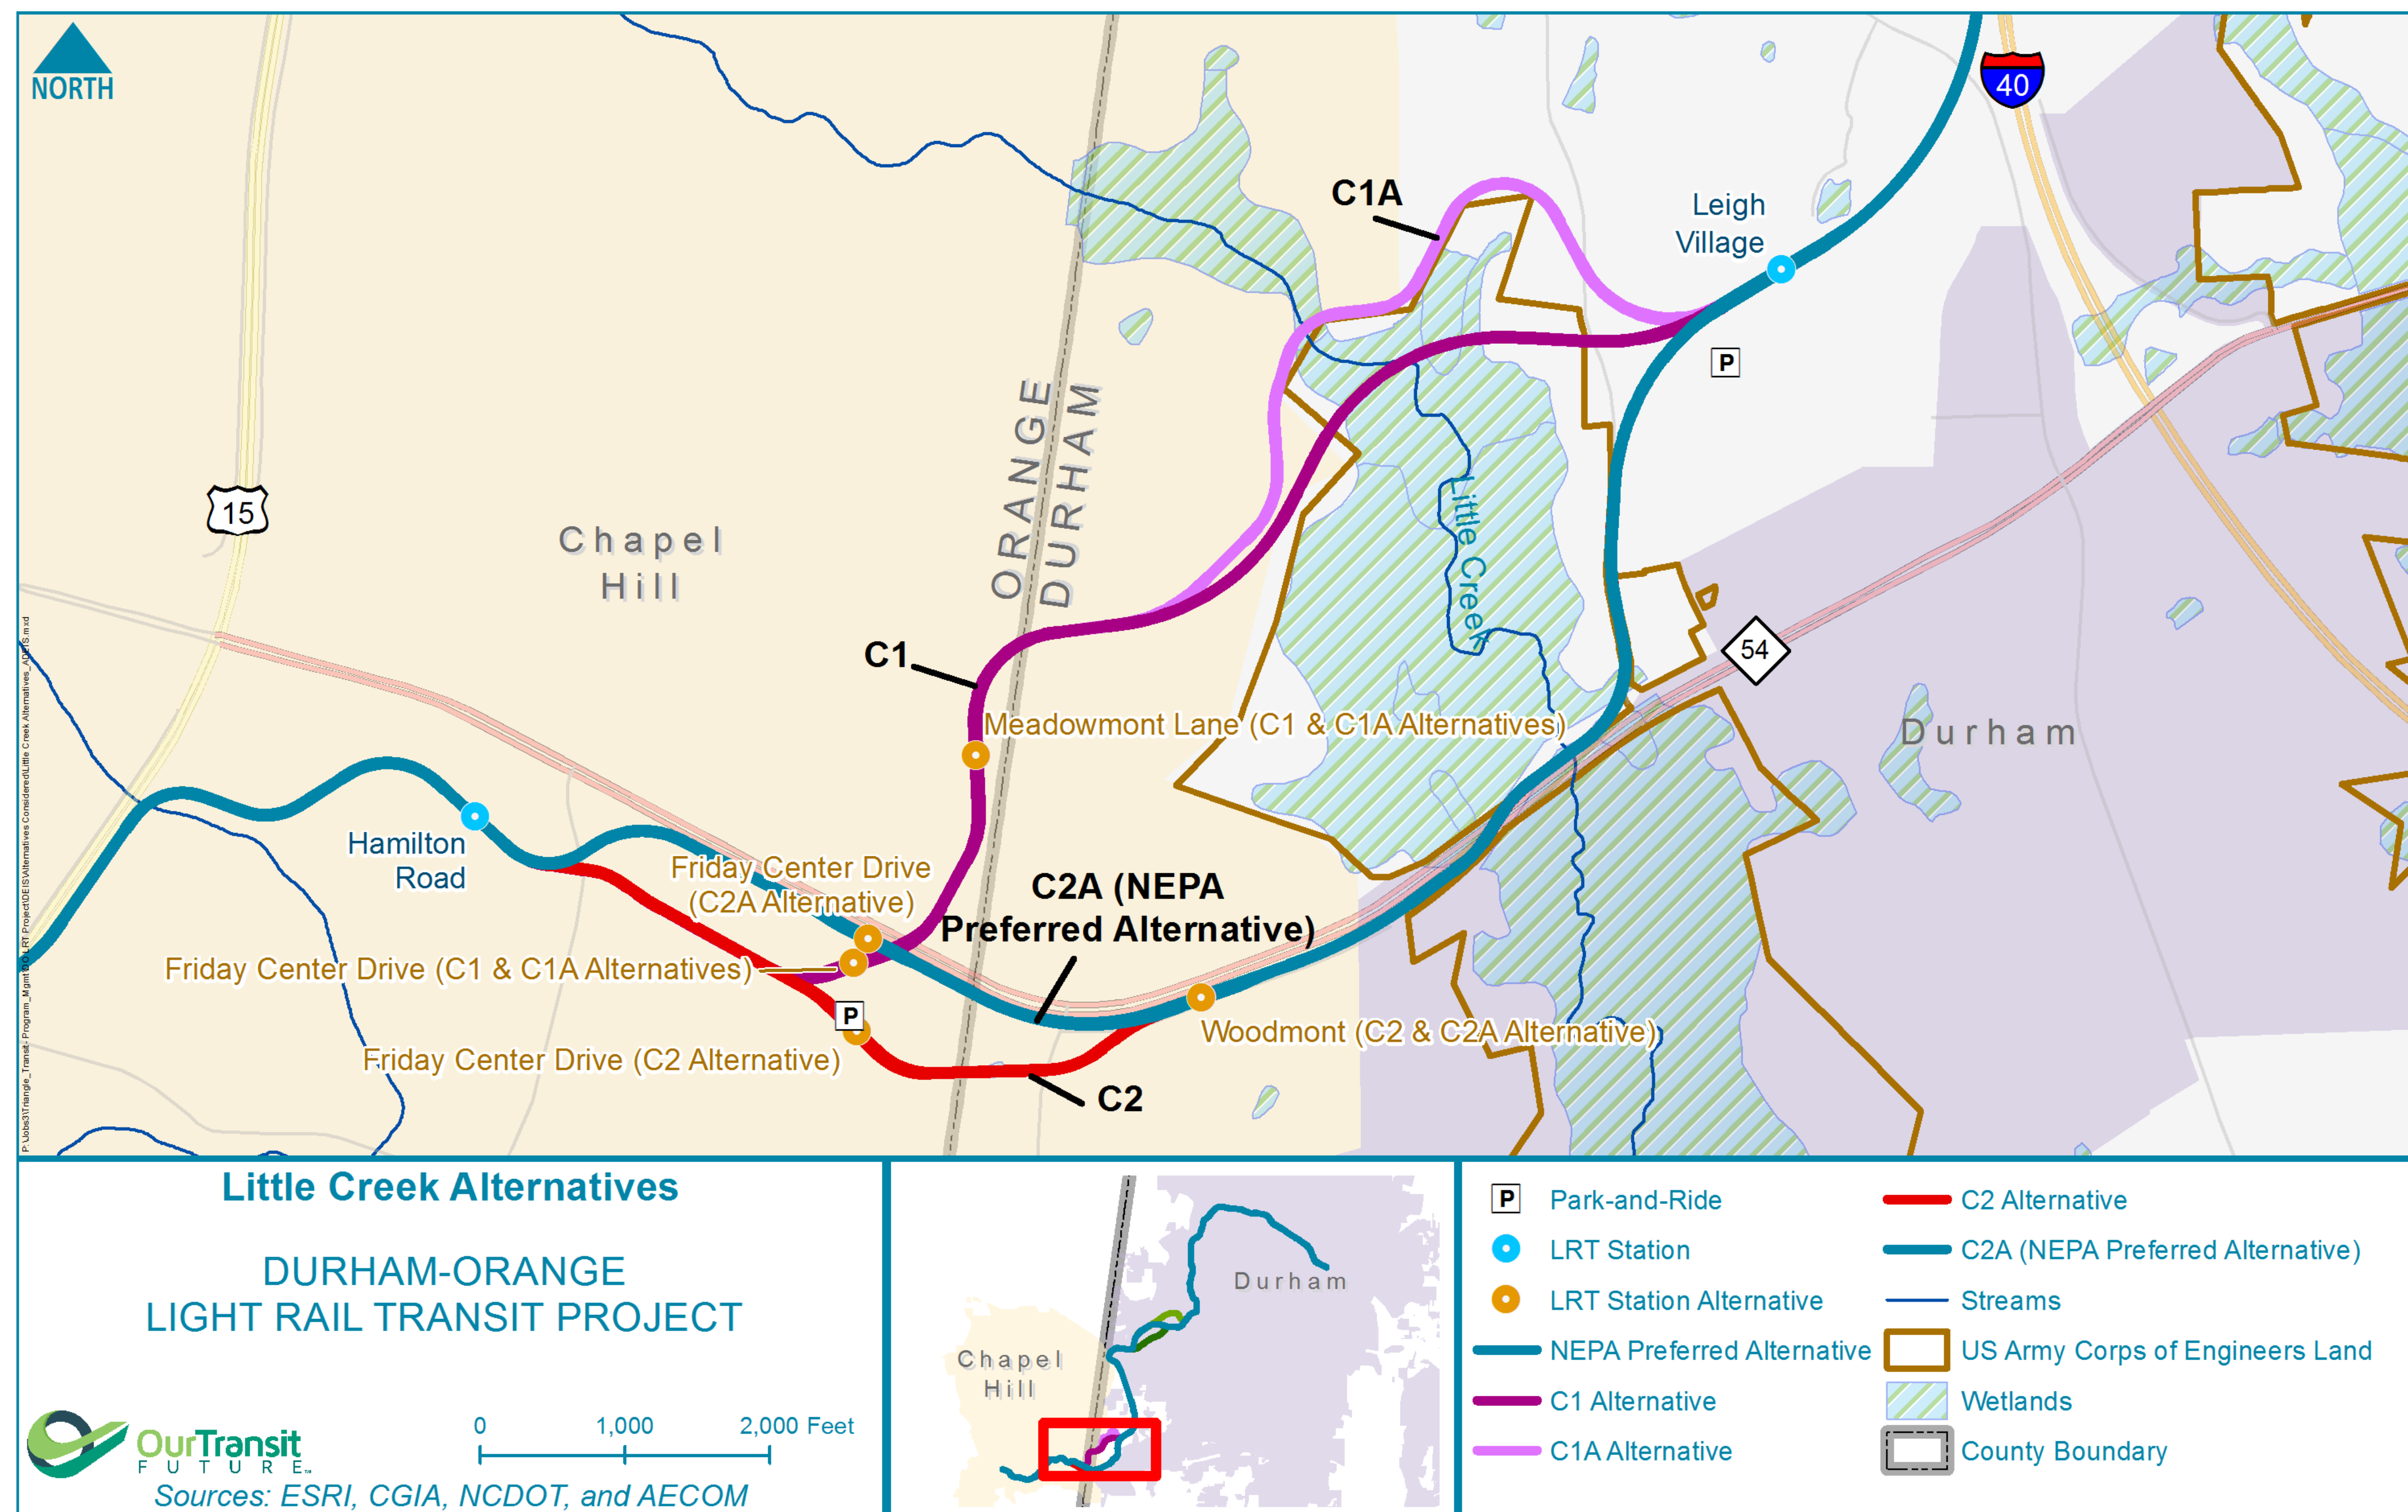 NORTH
40
C1A
Leigh
Village
P
ORANGE
DURHAM
15
Chapel
Hill
Little Creek
C1
54
Meadowmont Lane (C1 & C1A Alternatives)
Durham
Hamilton
Road
Friday Center Drive
(C2A Alternative)
C2A (NEPA
Preferred Alternative)
Friday Center Drive (C1 & C1A Alternatives)
P
Woodmont (C2 & C2A Alternative)
Friday Center Drive (C2 Alternative)
C2
Little Creek Alternatives
DURHAM-ORANGE
LIGHT RAIL TRANSIT PROJECT
OurTransit
FUTURE
0 1,000 2,000 Feet
Sources: ESRI, CGIA, NCDOT, and AECOM
Durham
Chapel
Hill
P Park-and-Ride
LRT Station
LRT Station Alternative
NEPA Preferred Alternative
C1 Alternative
C1A Alternative
C2 Alternative
C2A (NEPA Preferred Alternative)
Streams
US Army Corps of Engineers Land
Wetlands
County Boundary